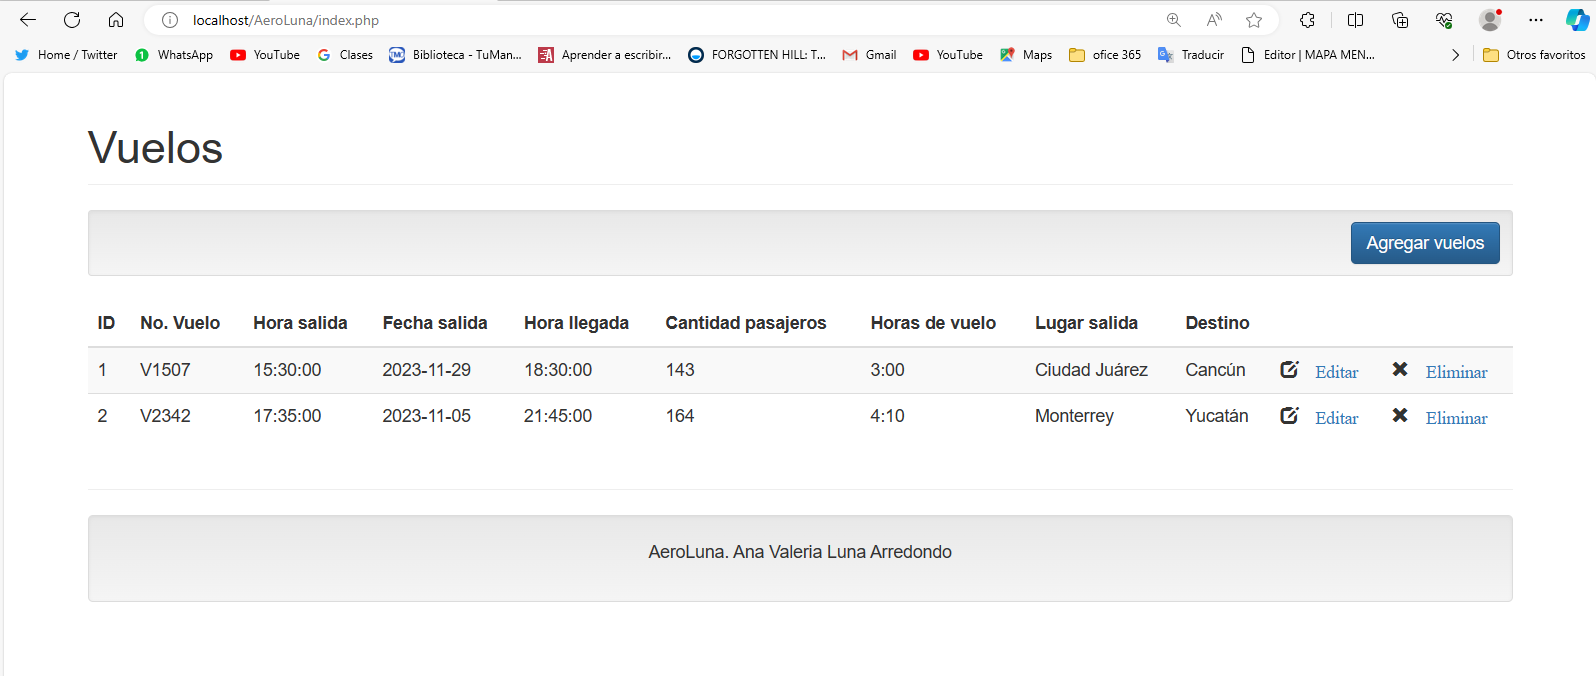 localhost/AeroLuna/index.php
Home / Twitter WhatsApp YouTube Clases Biblioteca - TuMan... Aprender a escribir... FORGOTTEN HILL: T... Gmail YouTube Maps ofice 365 Traducir Editor | MAPA MEN... Otros favoritos
Vuelos
Agregar vuelos
ID No. Vuelo Hora salida Fecha salida Hora llegada Cantidad pasajeros Horas de vuelo Lugar salida Destino
1 V1507 15:30:00 2023-11-29 18:30:00 143 3:00 Ciudad Juárez Cancún Editar Eliminar
2 V2342 17:35:00 2023-11-05 21:45:00 164 4:10 Monterrey Yucatán Editar Eliminar
AeroLuna. Ana Valeria Luna Arredondo